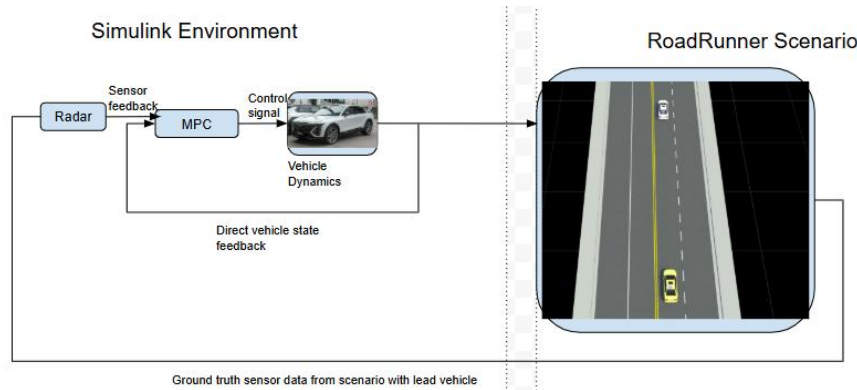 Simulink Environment
RoadRunner Scenario
Sensor
feedback
Radar
MPC
Control
signal
Vehicle
Dynamics
Direct vehicle state
feedback
Ground truth sensor data from scenario with lead vehicle